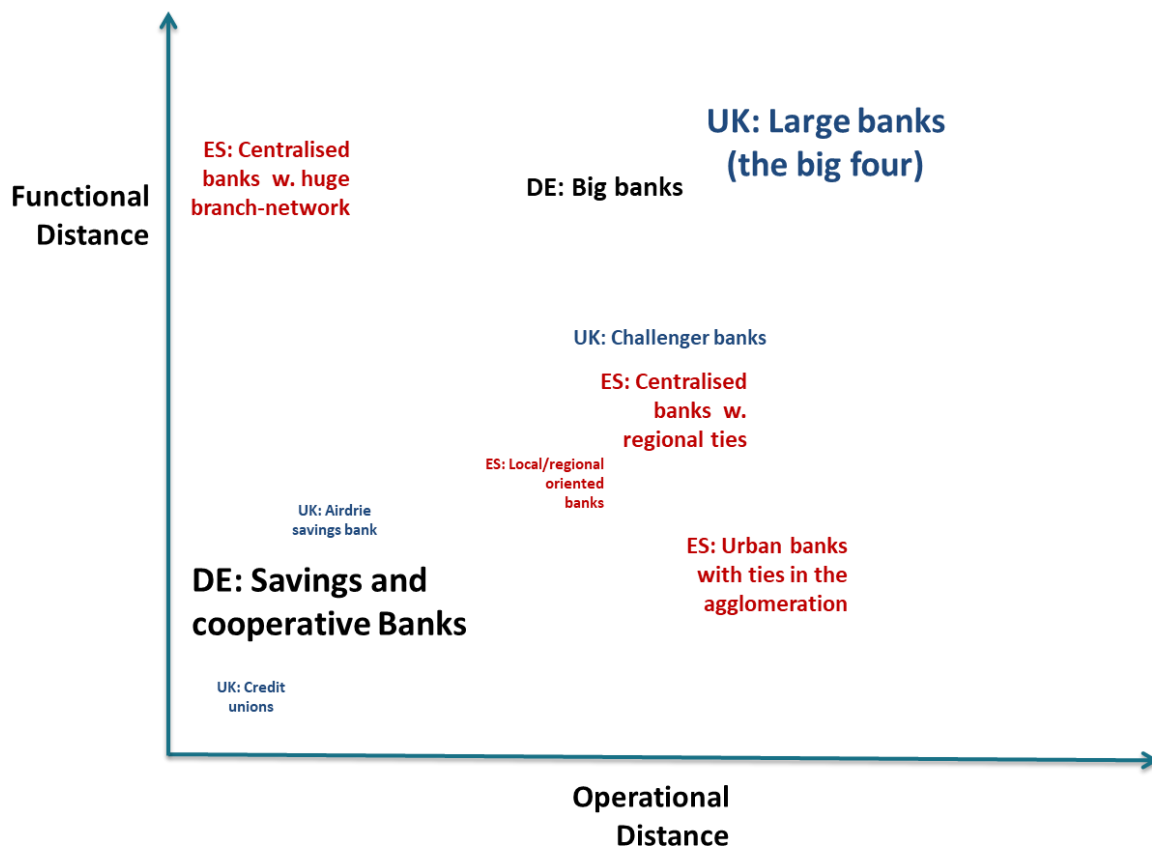 UK: Large banks
(the big four)
ES: Centralised
banks w. huge
branch-network
DE: Big banks
Functional
Distance
UK: Challenger banks
ES: Centralised
banks w.
regional ties
ES: Local/regional
oriented
banks
UK: Airdrie
savings bank
ES: Urban banks
with ties in the
agglomeration
DE: Savings and
cooperative Banks
UK: Credit
unions
Operational
Distance